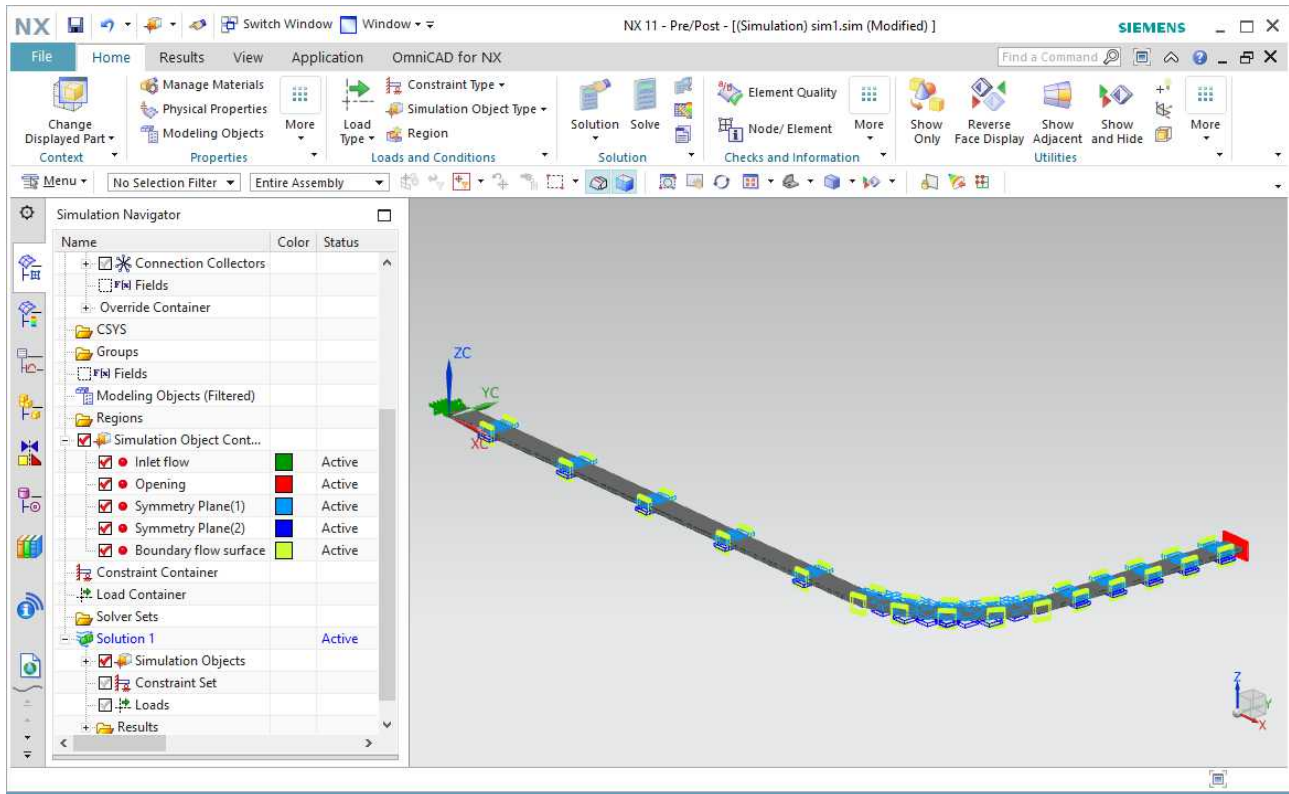 NX Switch Window Window NX 11 - Pre/Post - [(Simulation) sim1.sim (Modified) ] SIEMENS
File Home Results View Application OmniCAD for NX Find a Command
Change Displayed Part
Manage Materials
Physical Properties
Modeling Objects
More
Load Type
Constraint Type
Simulation Object Type
Region
Solution Solve
Element Quality
Node/ Element
More
Show Only
Reverse Face Display
Show Adjacent
Show and Hide
More
Context Properties Loads and Conditions Solution Checks and Information Utilities
Menu No Selection Filter Entire Assembly
Simulation Navigator
Name Color Status
Connection Collectors
F(x) Fields
Override Container
CSYS
Groups
F(x) Fields
Modeling Objects (Filtered)
Regions
Simulation Object Cont...
Inlet flow Active
Opening Active
Symmetry Plane(1) Active
Symmetry Plane(2) Active
Boundary flow surface Active
Constraint Container
Load Container
Solver Sets
Solution 1 Active
Simulation Objects
Constraint Set
Loads
Results
ZC
YC
XC
Z
Y
X